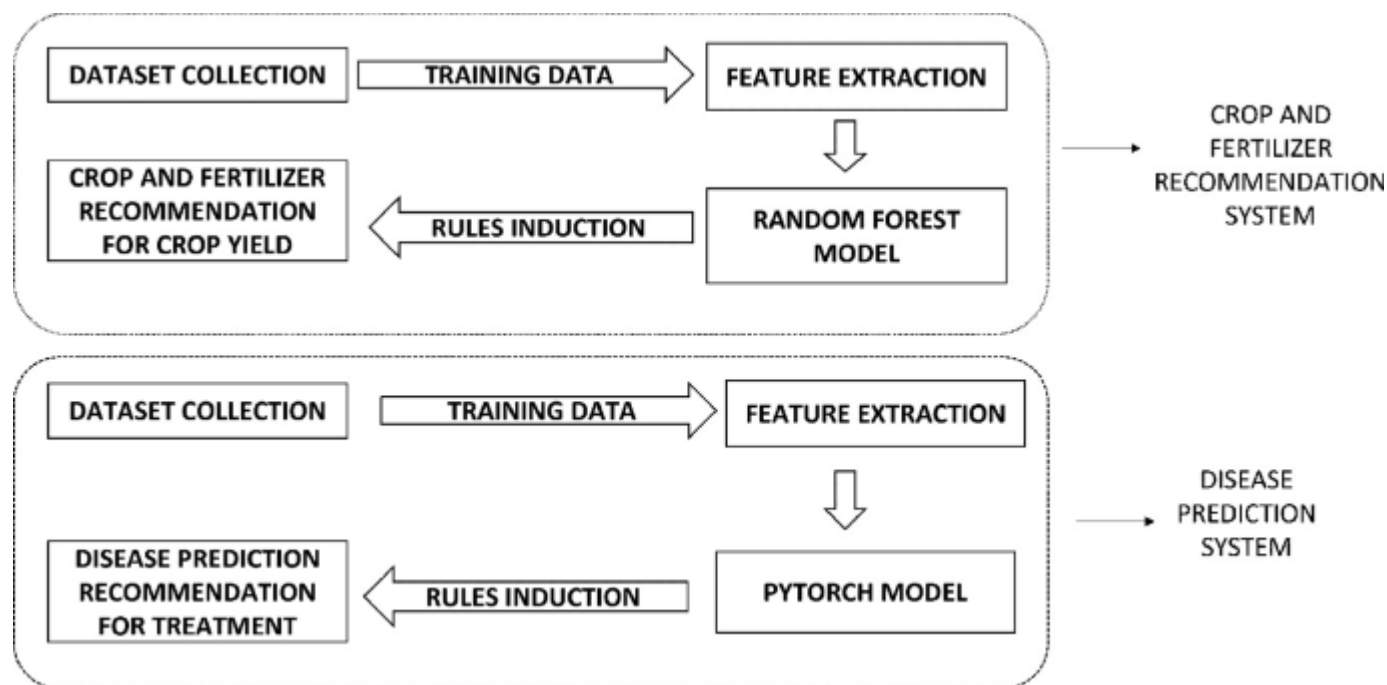 DATASET COLLECTION
TRAINING DATA
FEATURE EXTRACTION
CROP AND FERTILIZER
RECOMMENDATION
FOR CROP YIELD
RULES INDUCTION
RANDOM FOREST
MODEL
CROP AND
FERTILIZER
RECOMMENDATION
SYSTEM
DATASET COLLECTION
TRAINING DATA
FEATURE EXTRACTION
DISEASE PREDICTION
RECOMMENDATION
FOR TREATMENT
RULES INDUCTION
PYTORCH MODEL
DISEASE
PREDICTION
SYSTEM